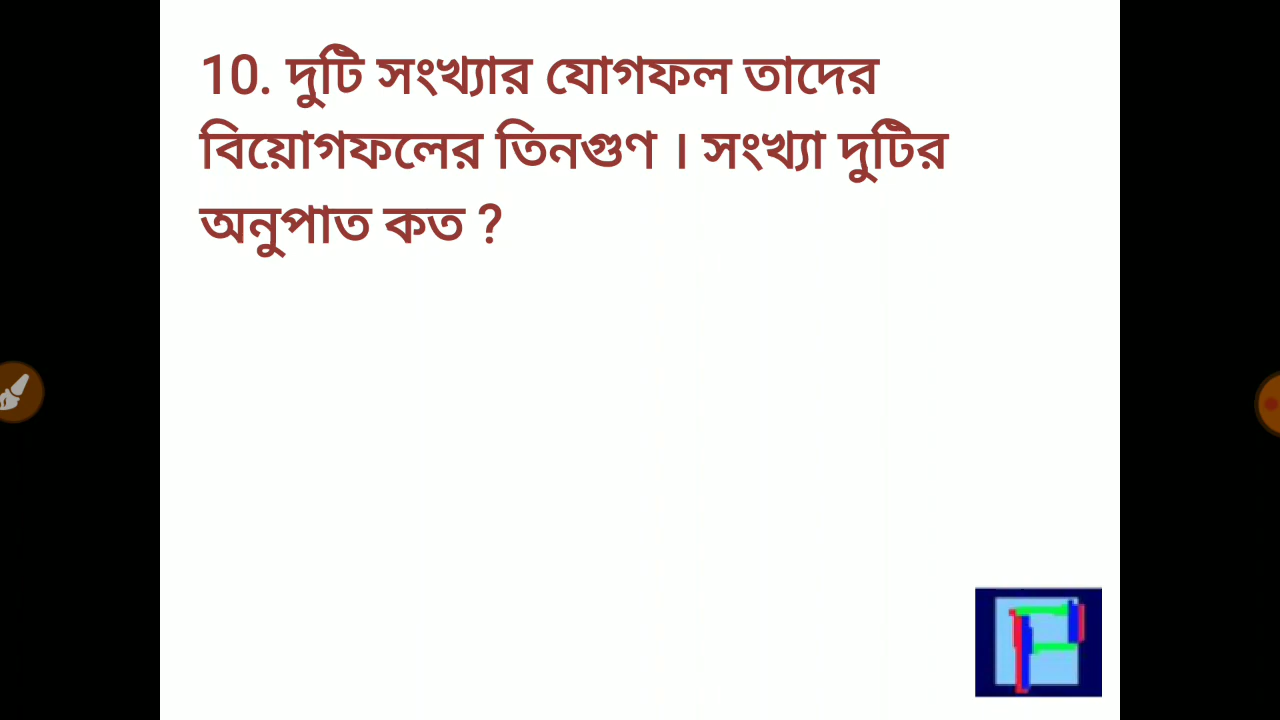 10. দুটি সংখ্যার যোগফল তাদের
বিয়োগফলের তিনগুণ । সংখ্যা দুটির
অনুপাত কত ?